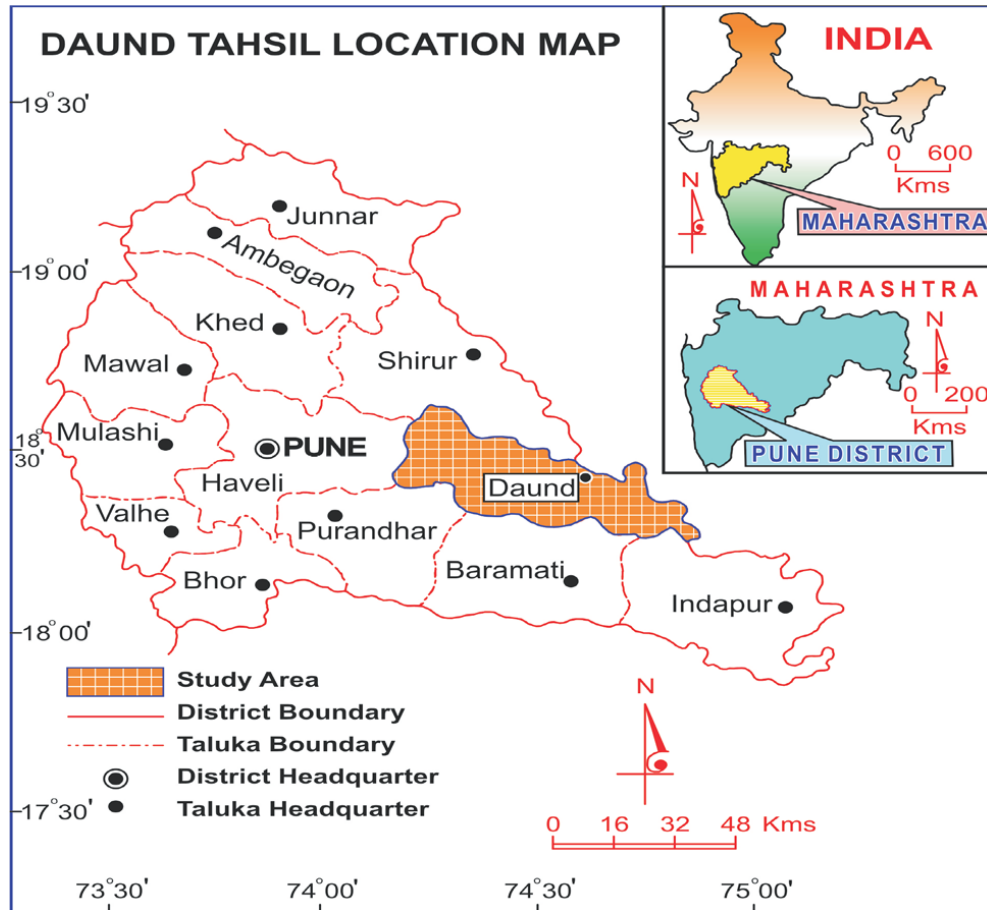 DAUND TAHSIL LOCATION MAP
INDIA
0 600
Kms
N
MAHARASHTRA
MAHARASHTRA
N
0 200
Kms
PUNE DISTRICT
19°30'
19°00'
18°
30'
18°00'
17°30'
Junnar
Ambegaon
Khed
Shirur
Mawal
Mulashi
PUNE
Haveli
Daund
Valhe
Purandhar
Bhor
Baramati
Indapur
Study Area
District Boundary
Taluka Boundary
District Headquarter
Taluka Headquarter
N
0 16 32 48 Kms
73°30'
74°00'
74°30'
75°00'